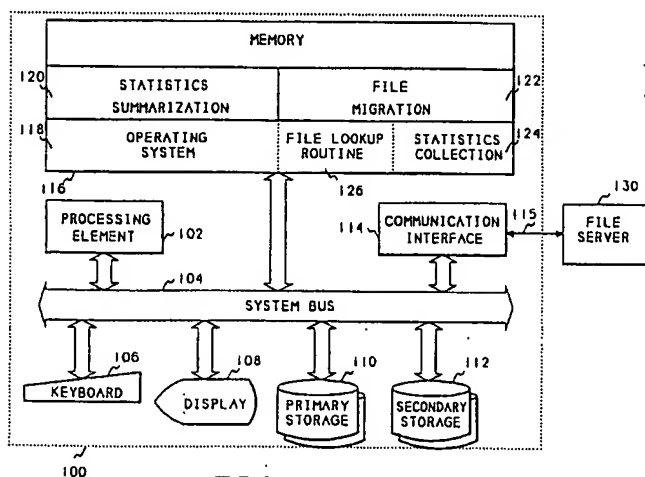 MEMORY
120
STATISTICS
SUMMARIZATION
FILE
MIGRATION
122
118
OPERATING
SYSTEM
FILE LOOKUP
ROUTINE
STATISTICS
COLLECTION
124
116
126
130
PROCESSING
ELEMENT
102
114
COMMUNICATION
INTERFACE
115
FILE
SERVER
104
SYSTEM BUS
106
KEYBOARD
108
DISPLAY
110
PRIMARY
STORAGE
112
SECONDARY
STORAGE
100